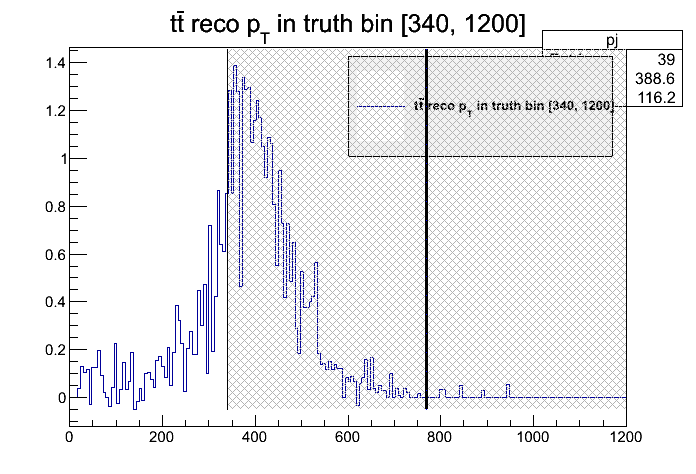 tt̄ reco pT in truth bin [340, 1200]
pj
39
388.6
116.2
tt̄ reco pT in truth bin [340, 1200]
1.4
1.2
1
0.8
0.6
0.4
0.2
0
0 200 400 600 800 1000 1200